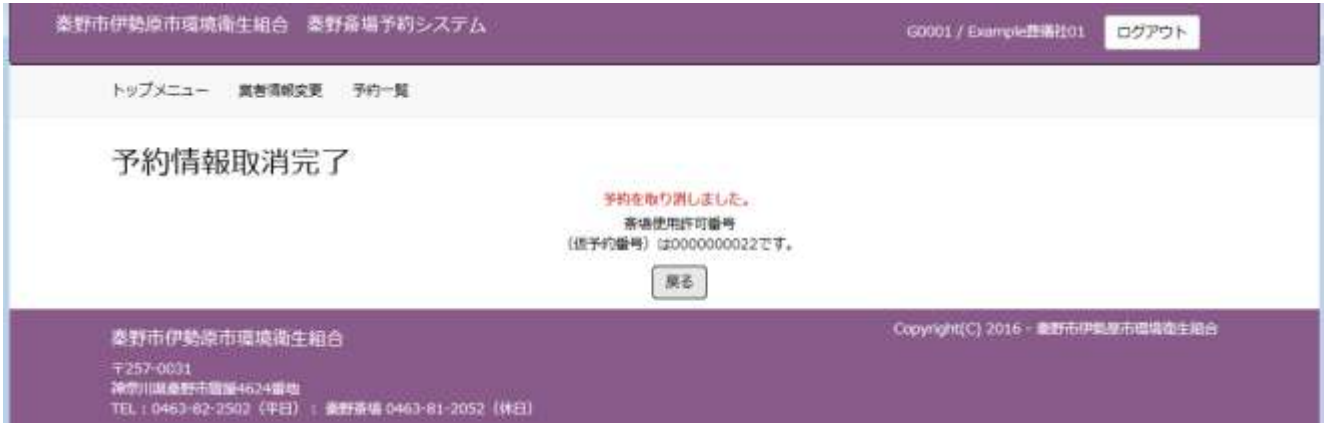 秦野市伊勢原市環境衛生組合　秦野斎場予約システム
G0001 / Example葬儀社01
ログアウト
トップメニュー　業者情報変更　予約一覧
予約情報取消完了
予約を取り消しました。
斎場使用許可番号
（仮予約番号）は0000000022です。
戻る
秦野市伊勢原市環境衛生組合
Copyright(C) 2016 - 秦野市伊勢原市環境衛生組合
〒257-0031
神奈川県秦野市曽屋4624番地
TEL : 0463-82-2502（平日） : 秦野斎場 0463-81-2052（休日）